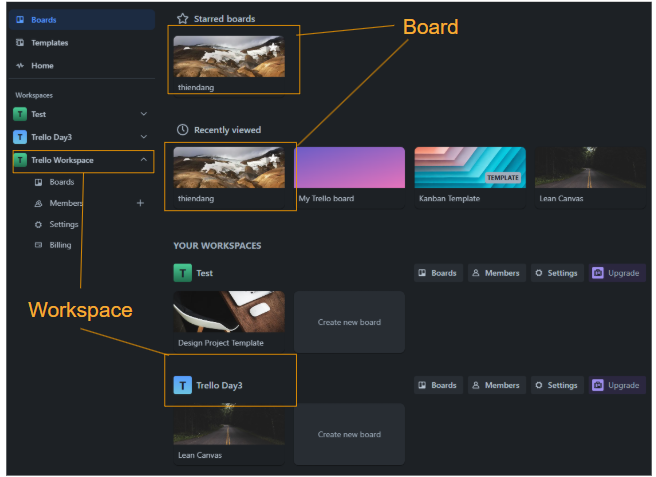 Boards
Templates
Home
Workspaces
T Test
T Trello Day3
T Trello Workspace
Boards
Members
Settings
Billing
Workspace
Board
Starred boards
thiendang
Recently viewed
thiendang
My Trello board
TEMPLATE
Kanban Template
Lean Canvas
YOUR WORKSPACES
T Test Boards Members Settings Upgrade
Design Project Template
Create new board
T Trello Day3 Boards Members Settings Upgrade
Lean Canvas
Create new board